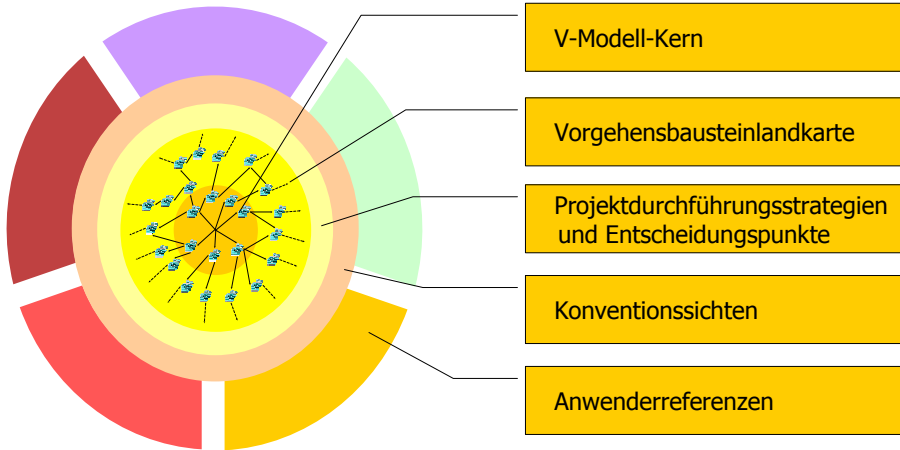 V-Modell-Kern
Vorgehensbausteinlandkarte
Projektdurchführungsstrategien
und Entscheidungspunkte
Konventionssichten
Anwenderreferenzen